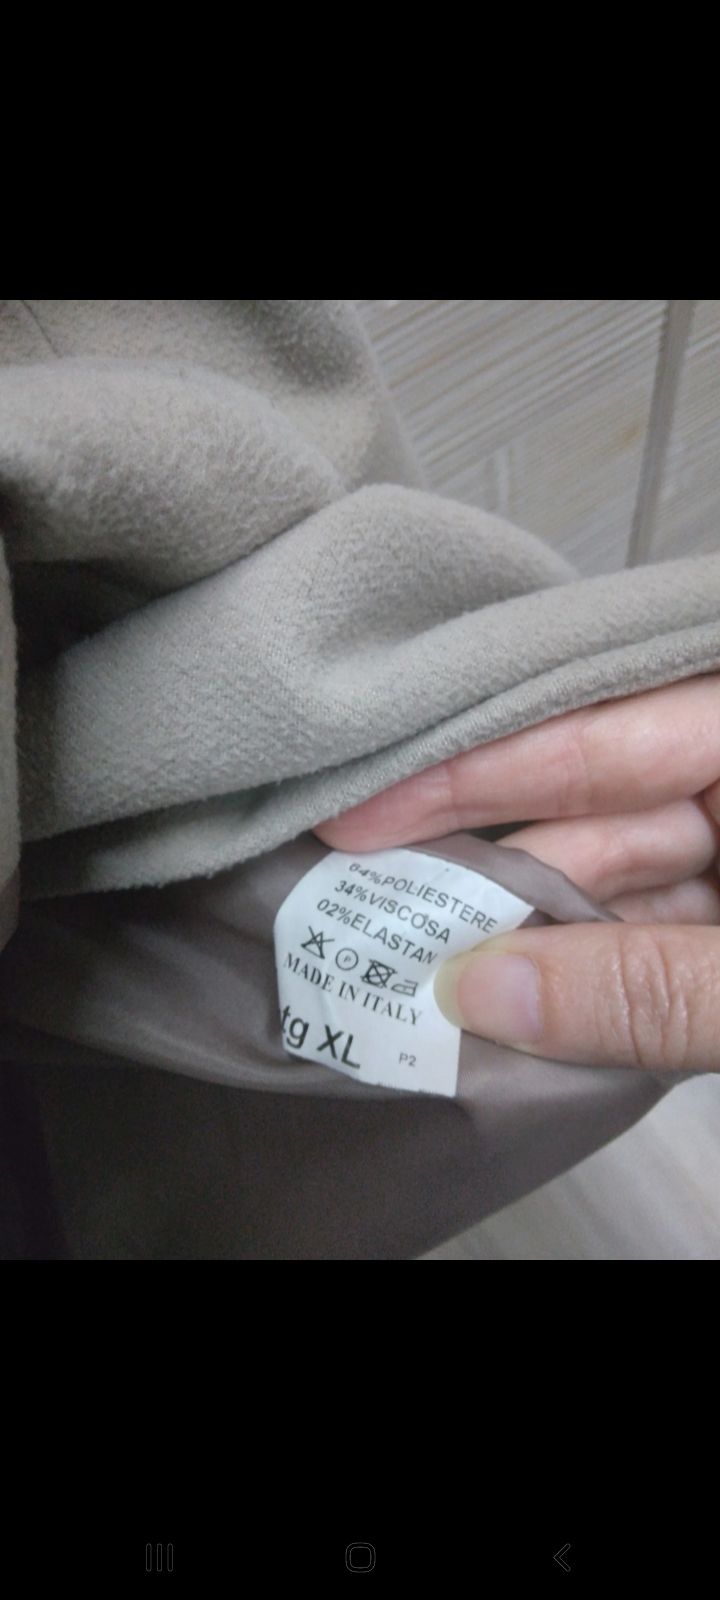 64%POLIESTERE
34%VISCOSA
02%ELASTAN
P
MADE IN ITALY
tg XL
P2